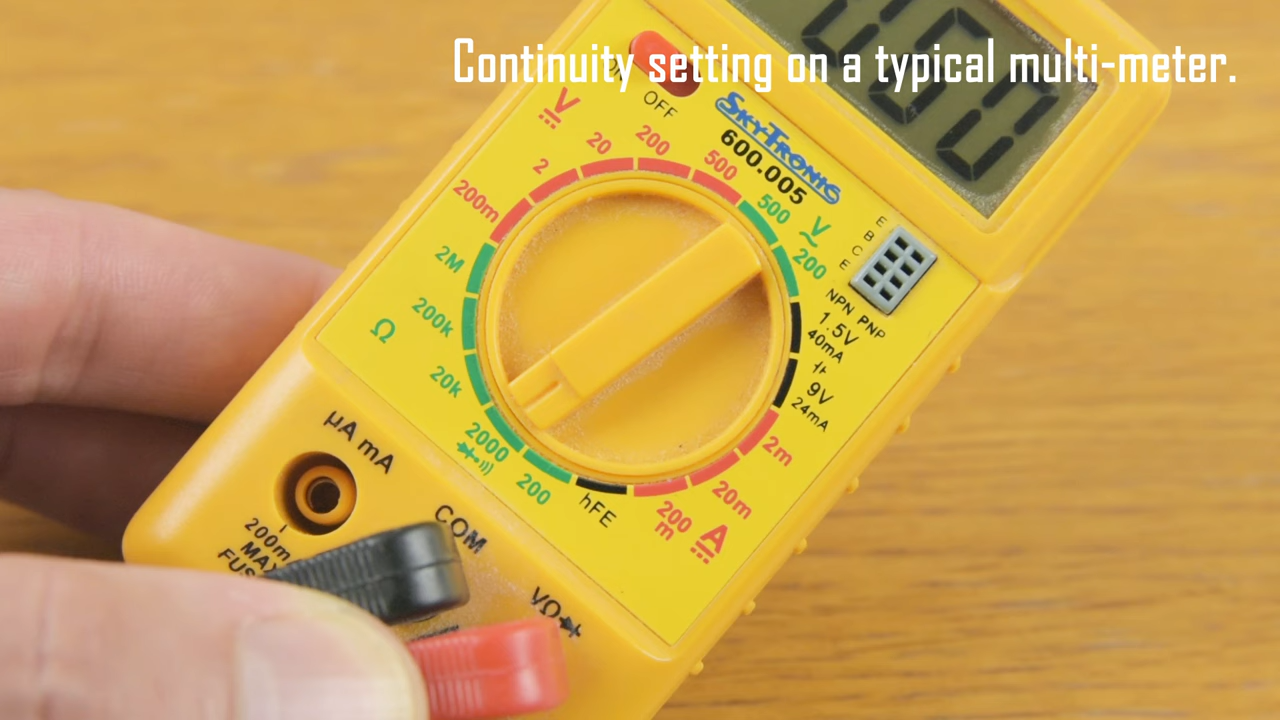 Continuity setting on a typical multi-meter.
OFF
SKYTRONIC
600.005
V
200m
2
20
200
500
500
V
200
E
B
C
E
NPN PNP
1.5V
40mA
9V
24mA
2m
20m
200
m
A
hFE
200
2000
20k
200k
2M
Ω
µA mA
200m
MAX
COM
VΩ